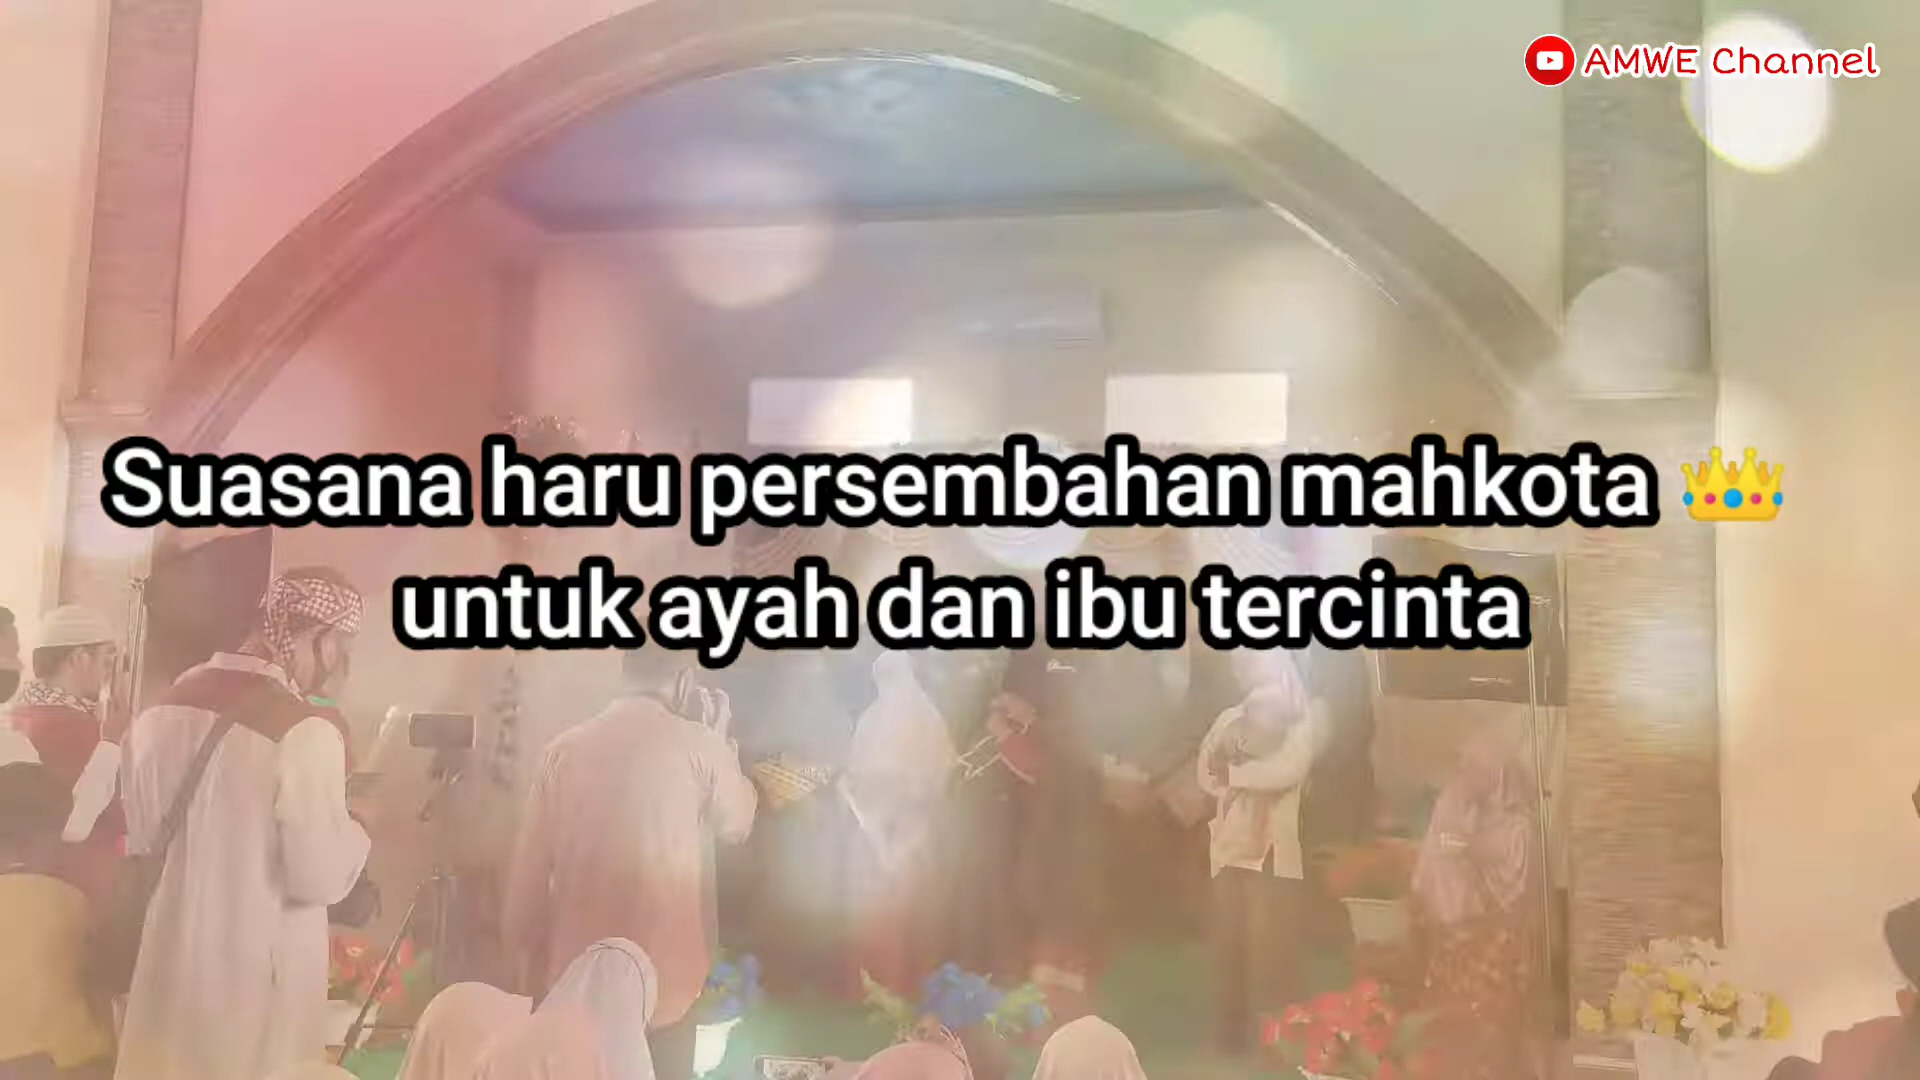 AMWE Channel
Suasana haru persembahan mahkota 👑
untuk ayah dan ibu tercinta